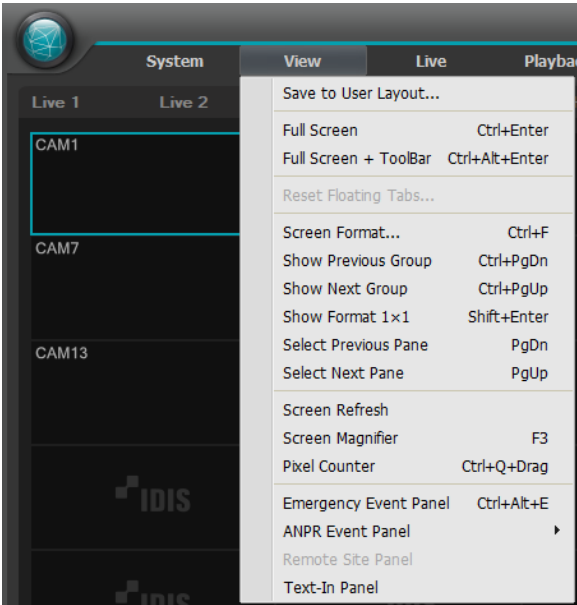 System View Live Playba
Live 1 Live 2
Save to User Layout...
Full Screen Ctrl+Enter
Full Screen + ToolBar Ctrl+Alt+Enter
Reset Floating Tabs...
Screen Format... Ctrl+F
Show Previous Group Ctrl+PgDn
Show Next Group Ctrl+PgUp
Show Format 1×1 Shift+Enter
Select Previous Pane PgDn
Select Next Pane PgUp
Screen Refresh
Screen Magnifier F3
Pixel Counter Ctrl+Q+Drag
Emergency Event Panel Ctrl+Alt+E
ANPR Event Panel
Remote Site Panel
Text-In Panel
CAM1
CAM7
CAM13
IDIS
IDIS